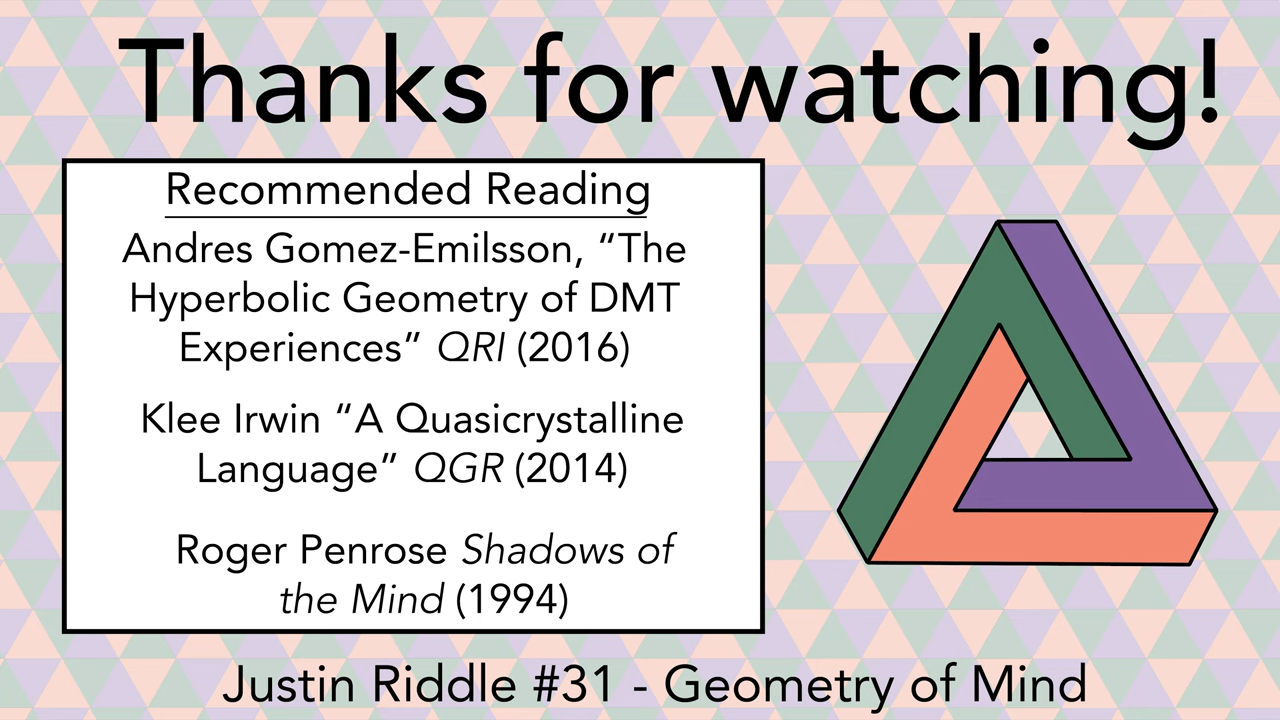 Thanks for watching!
Recommended Reading
Andres Gomez-Emilsson, “The
Hyperbolic Geometry of DMT
Experiences” QRI (2016)
Klee Irwin “A Quasicrystalline
Language” QGR (2014)
Roger Penrose Shadows of
the Mind (1994)
Justin Riddle #31 - Geometry of Mind